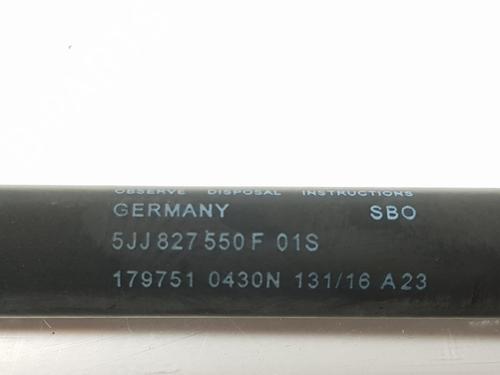 OBSERVE DISPOSAL INSTRUCTIONS
GERMANY SBO
5JJ 827 550 F 01S
179751 0430N 131/16 A23